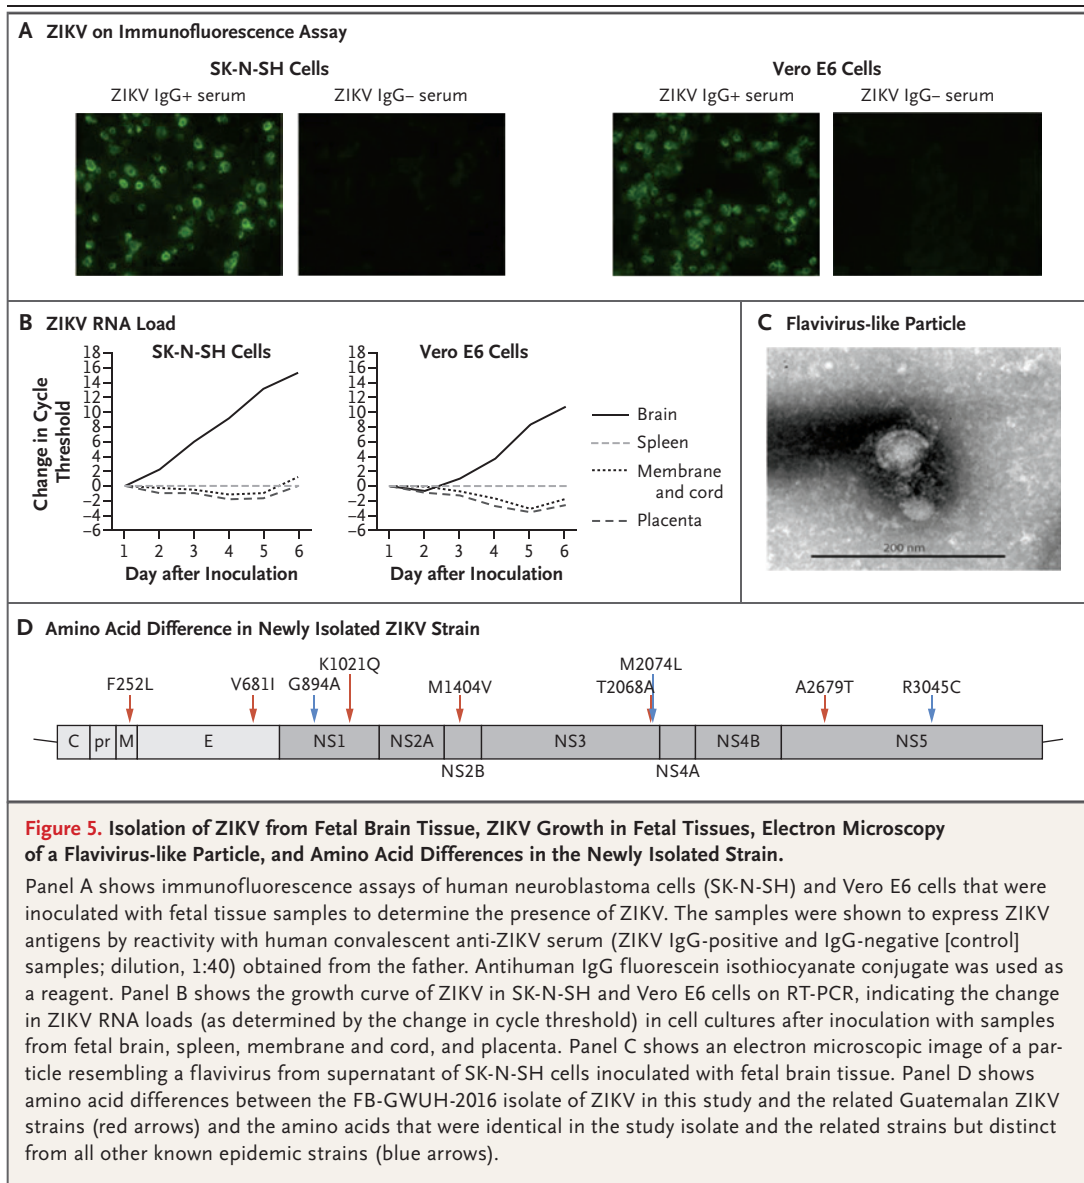 A ZIKV on Immunofluorescence Assay
SK-N-SH Cells
Vero E6 Cells
ZIKV IgG+ serum
ZIKV IgG– serum
ZIKV IgG+ serum
ZIKV IgG– serum
B ZIKV RNA Load
C Flavivirus-like Particle
SK-N-SH Cells
Change in Cycle
Threshold
18
16
14
12
10
8
6
4
2
0
–2
–4
–6
1 2 3 4 5 6
Day after Inoculation
Vero E6 Cells
18
16
14
12
10
8
6
4
2
0
–2
–4
–6
1 2 3 4 5 6
Day after Inoculation
Brain
Spleen
Membrane
and cord
Placenta
200 nm
D Amino Acid Difference in Newly Isolated ZIKV Strain
K1021Q M2074L
F252L V681I G894A M1404V T2068A A2679T R3045C
C pr M E NS1 NS2A NS3 NS4B NS5
NS2B NS4A
Figure 5. Isolation of ZIKV from Fetal Brain Tissue, ZIKV Growth in Fetal Tissues, Electron Microscopy
of a Flavivirus-like Particle, and Amino Acid Differences in the Newly Isolated Strain.
Panel A shows immunofluorescence assays of human neuroblastoma cells (SK-N-SH) and Vero E6 cells that were
inoculated with fetal tissue samples to determine the presence of ZIKV. The samples were shown to express ZIKV
antigens by reactivity with human convalescent anti-ZIKV serum (ZIKV IgG-positive and IgG-negative [control]
samples; dilution, 1:40) obtained from the father. Antihuman IgG fluorescein isothiocyanate conjugate was used as
a reagent. Panel B shows the growth curve of ZIKV in SK-N-SH and Vero E6 cells on RT-PCR, indicating the change
in ZIKV RNA loads (as determined by the change in cycle threshold) in cell cultures after inoculation with samples
from fetal brain, spleen, membrane and cord, and placenta. Panel C shows an electron microscopic image of a par-
ticle resembling a flavivirus from supernatant of SK-N-SH cells inoculated with fetal brain tissue. Panel D shows
amino acid differences between the FB-GWUH-2016 isolate of ZIKV in this study and the related Guatemalan ZIKV
strains (red arrows) and the amino acids that were identical in the study isolate and the related strains but distinct
from all other known epidemic strains (blue arrows).